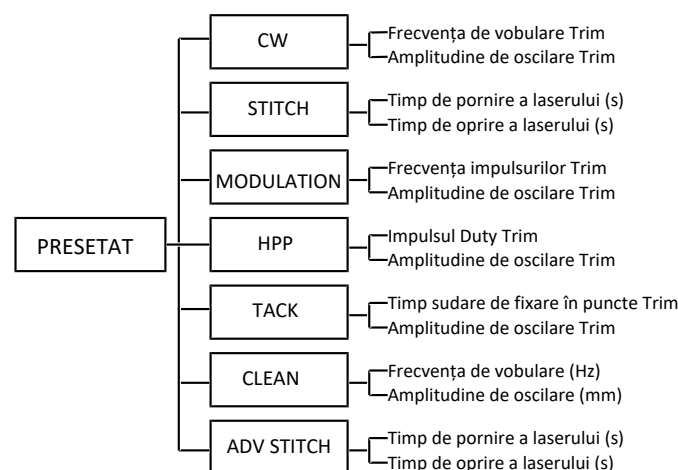 CW
Frecvența de vobulare Trim
Amplitudine de oscilare Trim
STITCH
Timp de pornire a laserului (s)
Timp de oprire a laserului (s)
MODULATION
Frecvența impulsurilor Trim
Amplitudine de oscilare Trim
PRESETAT
HPP
Impulsul Duty Trim
Amplitudine de oscilare Trim
TACK
Timp sudare de fixare în puncte Trim
Amplitudine de oscilare Trim
CLEAN
Frecvența de vobulare (Hz)
Amplitudine de oscilare (mm)
ADV STITCH
Timp de pornire a laserului (s)
Timp de oprire a laserului (s)